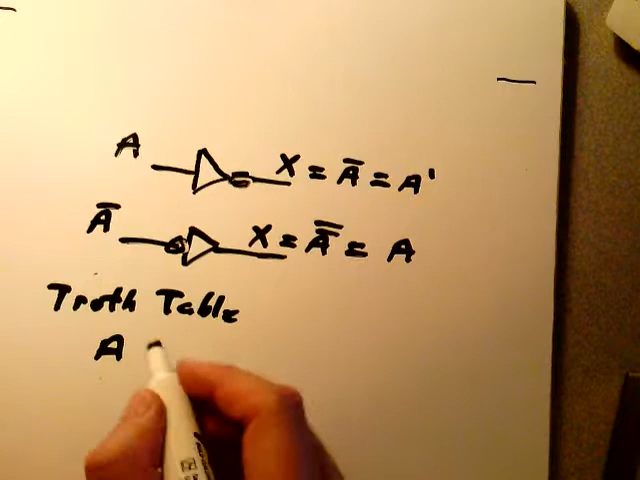 A X = A̅ = A'
A̅ X = A̿ = A
Truth Table
A